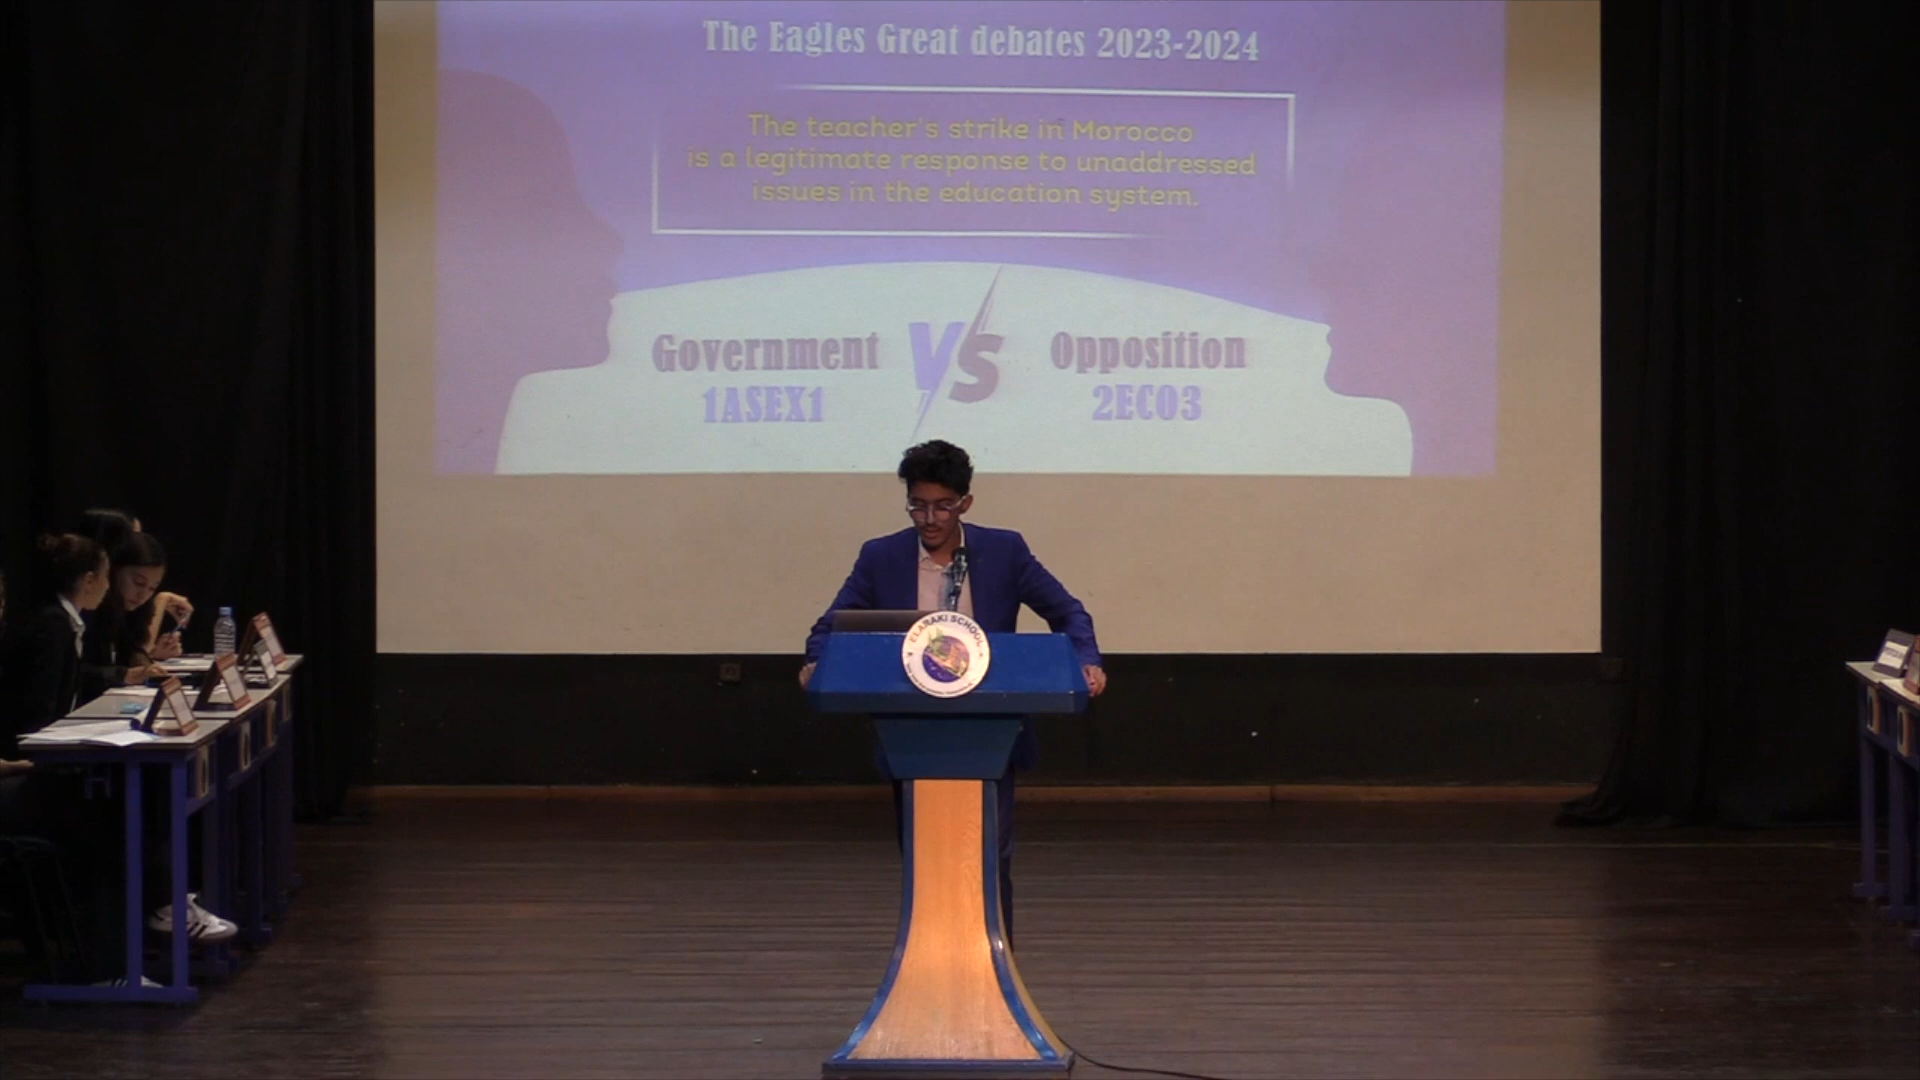 The Eagles Great debates 2023-2024
The teacher's strike in Morocco
is a legitimate response to unaddressed
issues in the education system.
Government
1ASEX1
VS
Opposition
2ECO3
ELARAKI SCHOOL